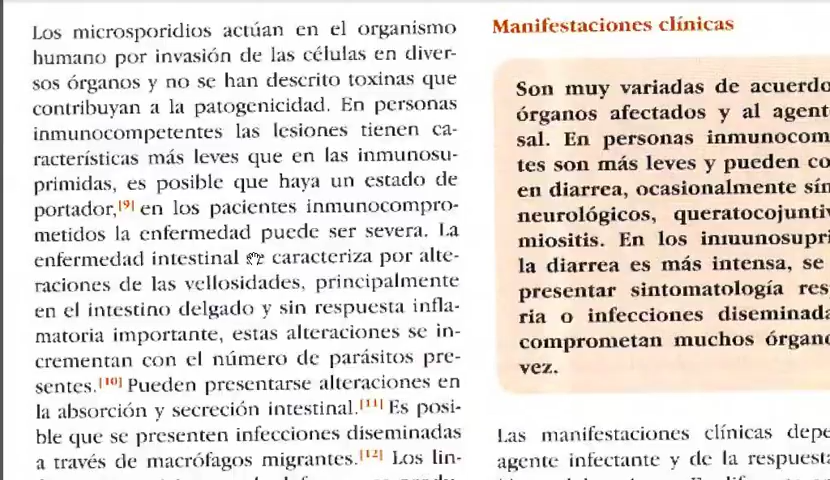 Los microsporidios actúan en el organismo
humano por invasión de las células en diver-
sos órganos y no se han descrito toxinas que
contribuyan a la patogenicidad. En personas
inmunocompetentes las lesiones tienen ca-
racterísticas más leves que en las inmunosu-
primidas, es posible que haya un estado de
portador,[9] en los pacientes inmunocompro-
metidos la enfermedad puede ser severa. La
enfermedad intestinal se caracteriza por alte-
raciones de las vellosidades, principalmente
en el intestino delgado y sin respuesta infla-
matoria importante, estas alteraciones se in-
crementan con el número de parásitos pre-
sentes.[10] Pueden presentarse alteraciones en
la absorción y secreción intestinal.[11] Es posi-
ble que se presenten infecciones diseminadas
a través de macrófagos migrantes.[12] Los lin-
Manifestaciones clínicas
Son muy variadas de acuerdo
órganos afectados y al agent
sal. En personas inmunocom
tes son más leves y pueden co
en diarrea, ocasionalmente sín
neurológicos, queratocojuntiv
miositis. En los inmunosupri
la diarrea es más intensa, se
presentar sintomatología res
ria o infecciones diseminada
comprometan muchos órgano
vez.
Las manifestaciones clínicas depe
agente infectante y de la respuesta